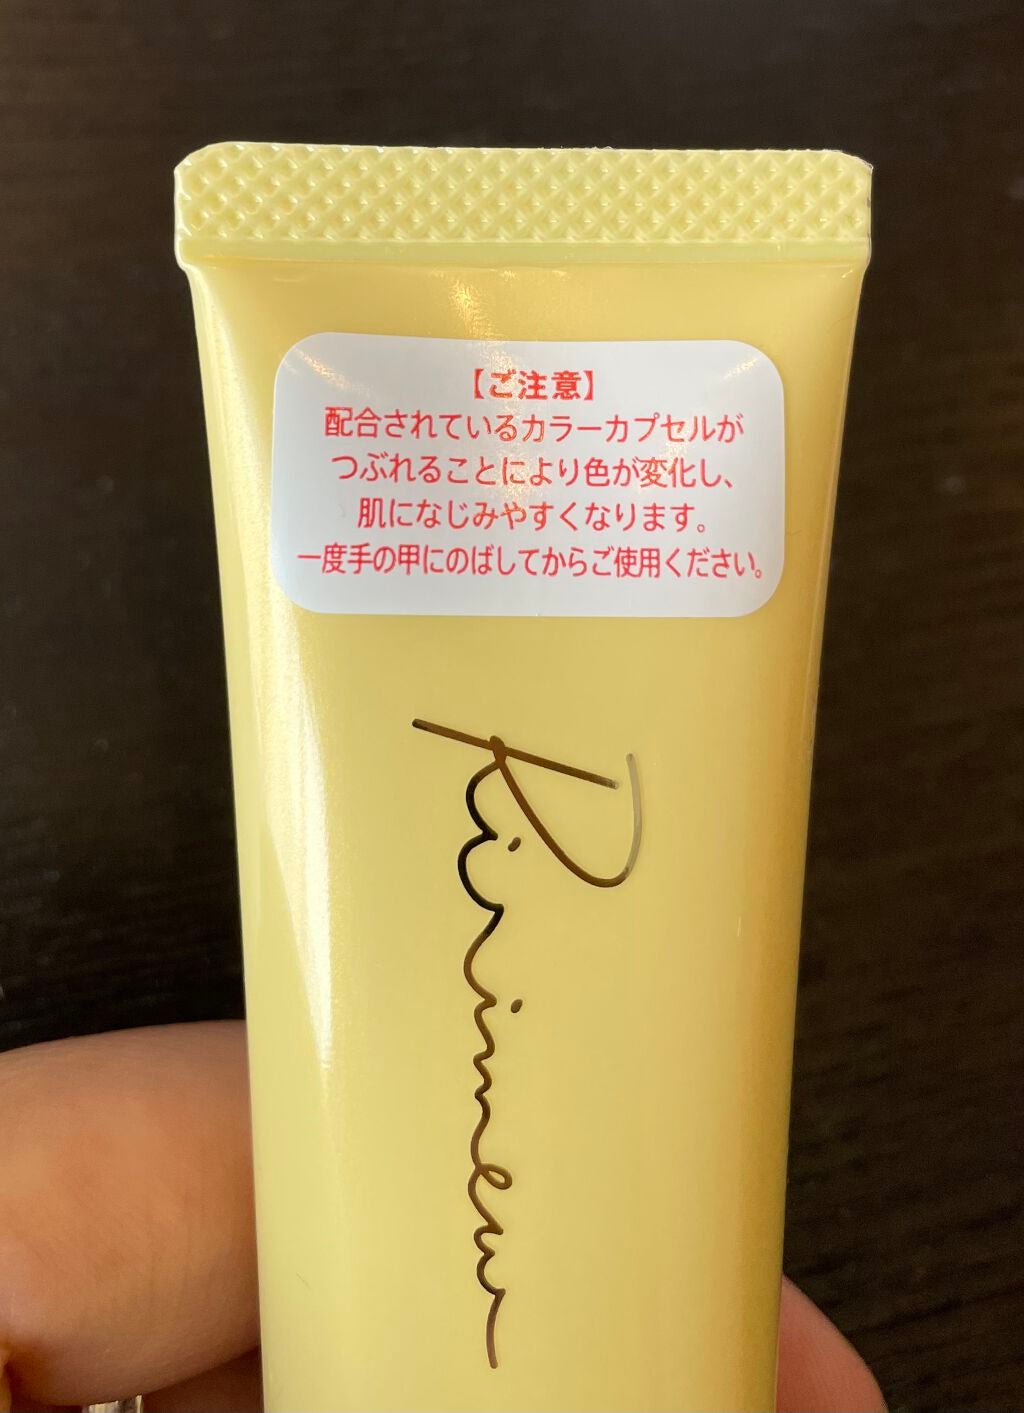 【ご注意】
配合されているカラーカプセルが
つぶれることにより色が変化し、
肌になじみやすくなります。
一度手の甲にのばしてからご使用ください。
Ririmew